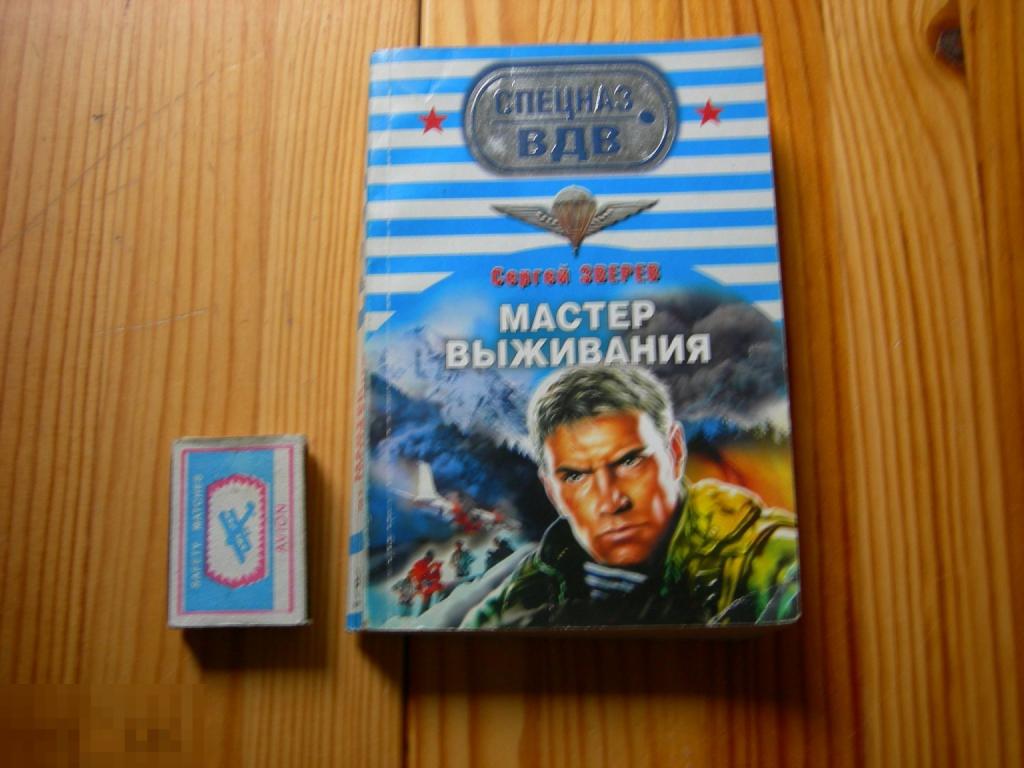 СПЕЦНАЗ
ВДВ
Сергей ЗВЕРЕВ
МАСТЕР
ВЫЖИВАНИЯ
SAFETY MATCHES
AVION